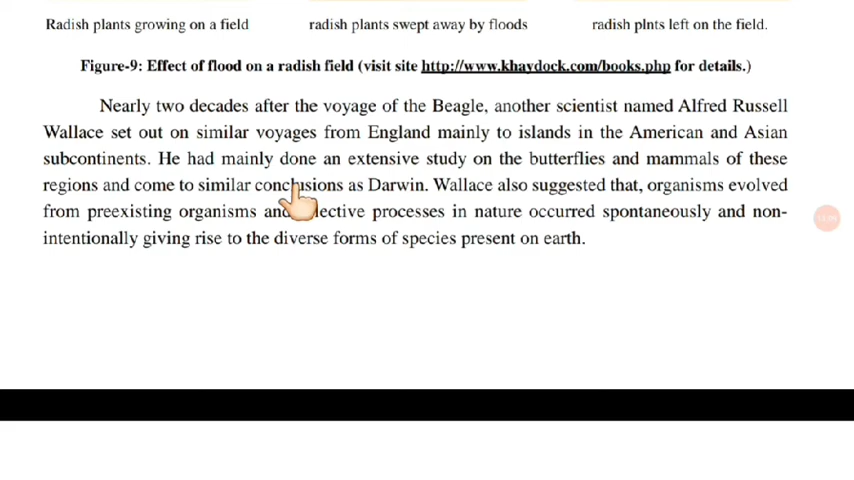 Radish plants growing on a field radish plants swept away by floods radish plnts left on the field.
Figure-9: Effect of flood on a radish field (visit site http://www.khaydock.com/books.php for details.)
Nearly two decades after the voyage of the Beagle, another scientist named Alfred Russell
Wallace set out on similar voyages from England mainly to islands in the American and Asian
subcontinents. He had mainly done an extensive study on the butterflies and mammals of these
regions and come to similar conclusions as Darwin. Wallace also suggested that, organisms evolved
from preexisting organisms and lective processes in nature occurred spontaneously and non-
intentionally giving rise to the diverse forms of species present on earth.